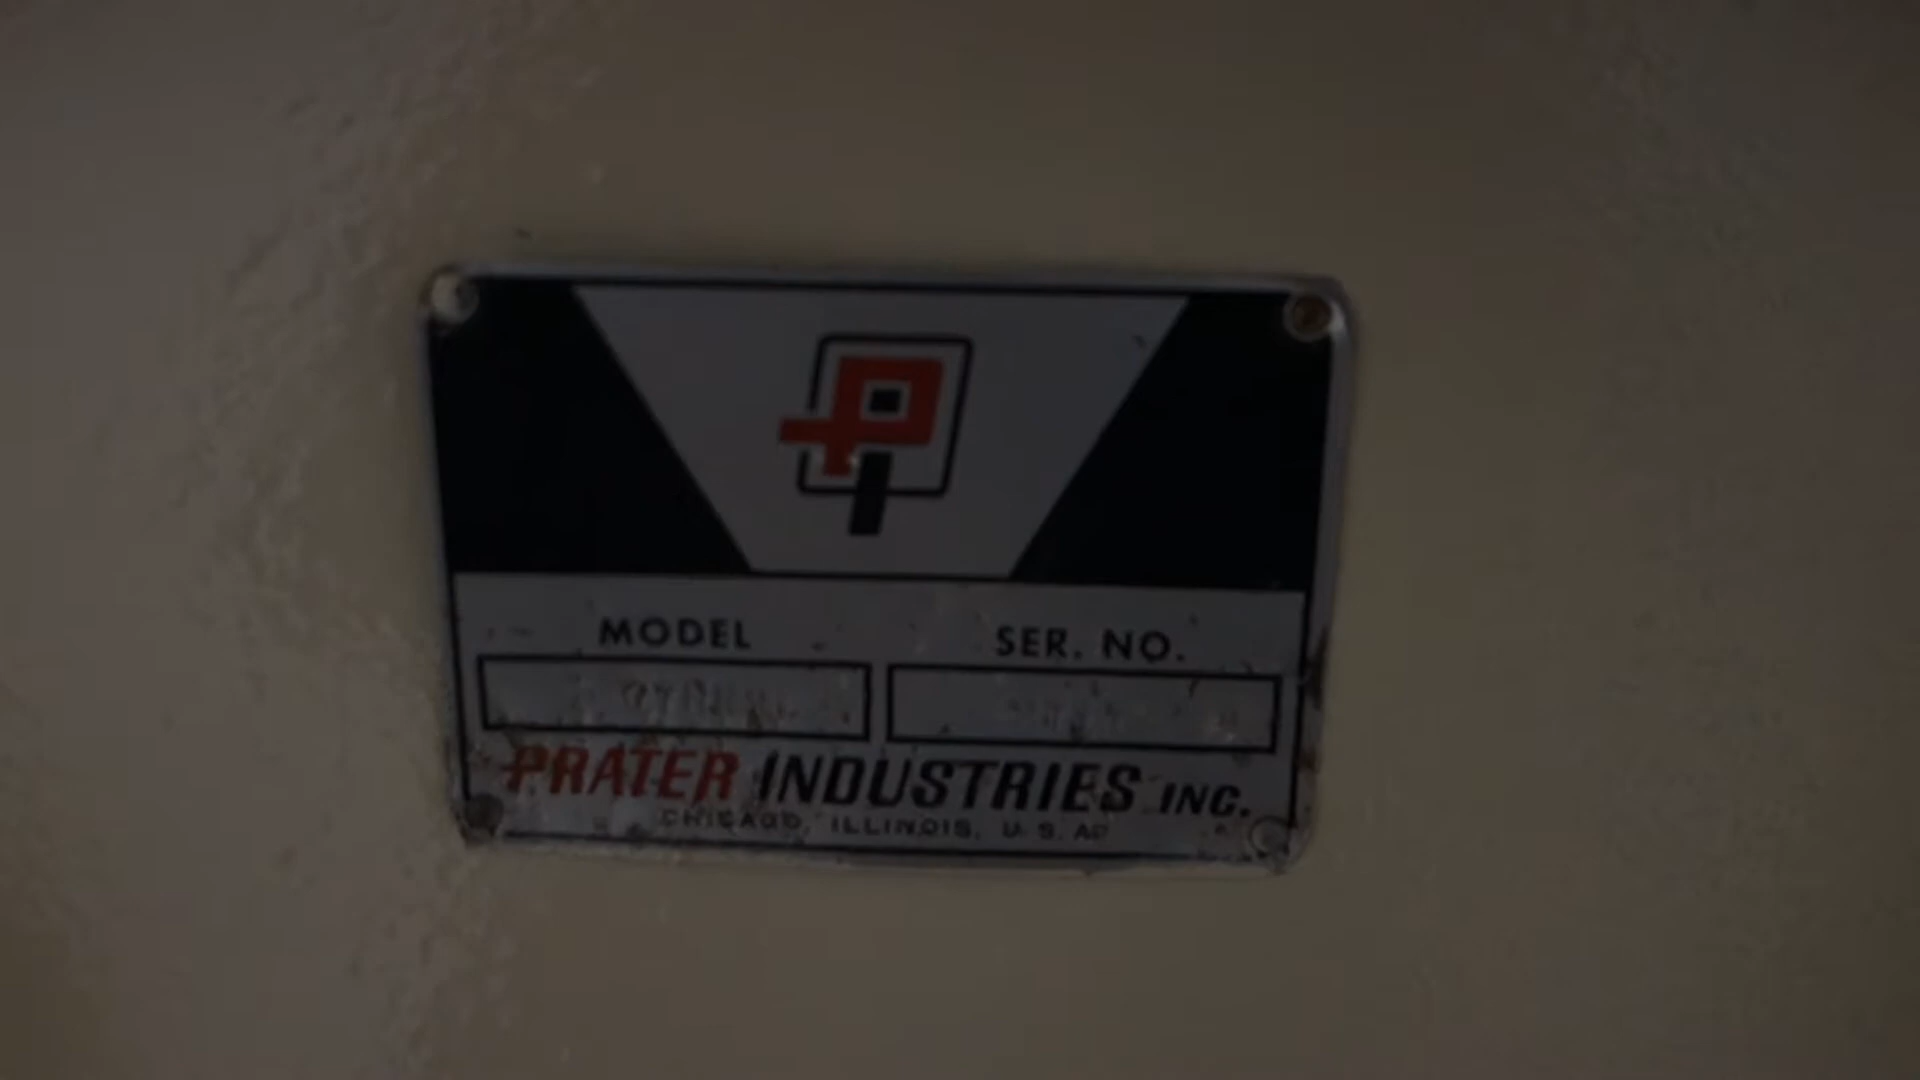 MODEL SER. NO.
PRATER INDUSTRIES INC.
CHICAGO, ILLINOIS, U. S. A.